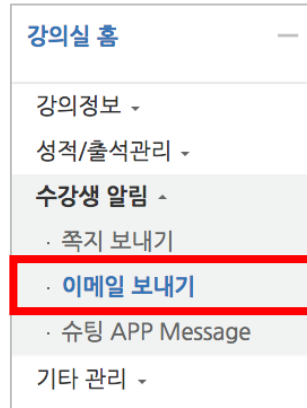 강의실 홈
강의정보
성적/출석관리
수강생 알림
· 쪽지 보내기
· 이메일 보내기
· 슈팅 APP Message
기타 관리